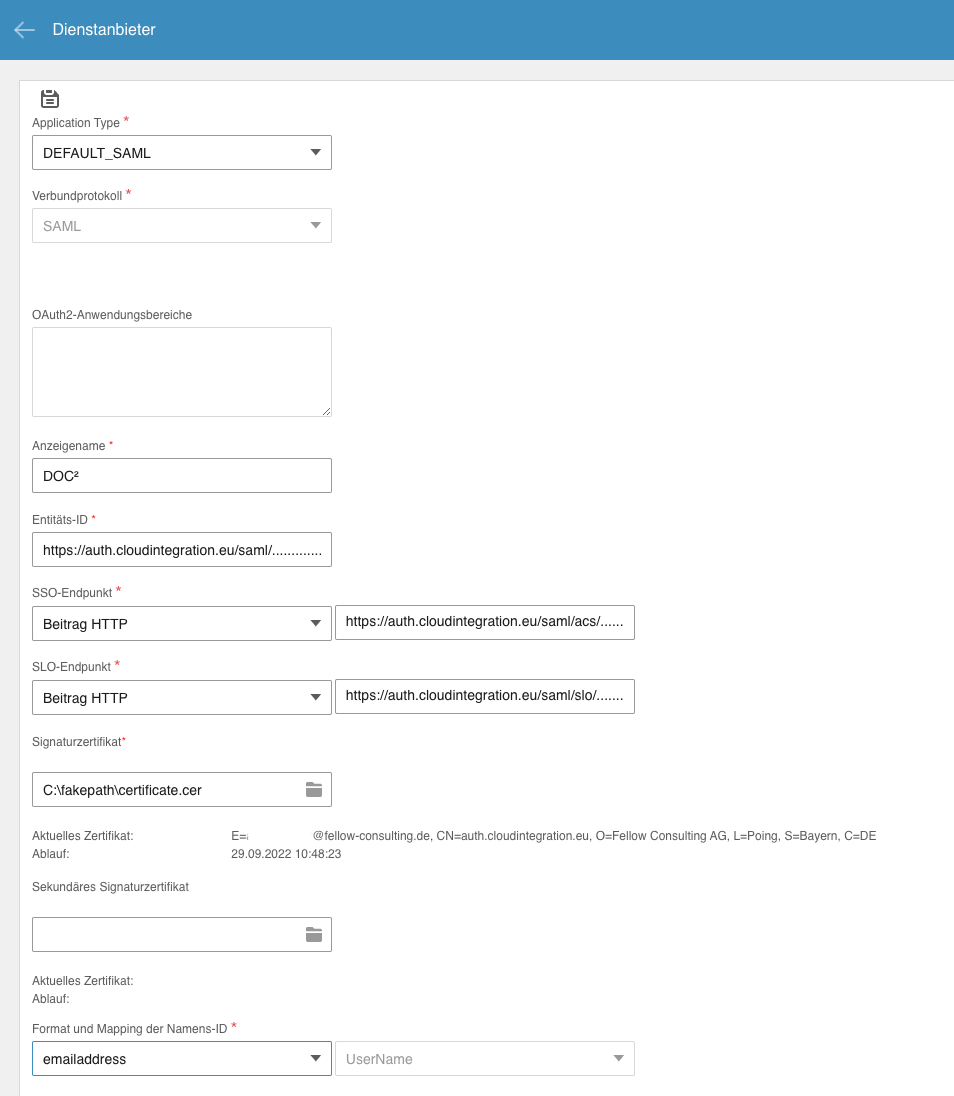 Dienstanbieter
Application Type *
DEFAULT_SAML
Verbundprotokoll *
SAML
OAuth2-Anwendungsbereiche
Anzeigename *
DOC²
Entitäts-ID *
https://auth.cloudintegration.eu/saml/.............
SSO-Endpunkt *
Beitrag HTTP https://auth.cloudintegration.eu/saml/acs/......
SLO-Endpunkt *
Beitrag HTTP https://auth.cloudintegration.eu/saml/slo/.......
Signaturzertifikat*
C:\fakepath\certificate.cer
Aktuelles Zertifikat: E= @fellow-consulting.de, CN=auth.cloudintegration.eu, O=Fellow Consulting AG, L=Poing, S=Bayern, C=DE
Ablauf: 29.09.2022 10:48:23
Sekundäres Signaturzertifikat
Aktuelles Zertifikat:
Ablauf:
Format und Mapping der Namens-ID *
emailaddress UserName